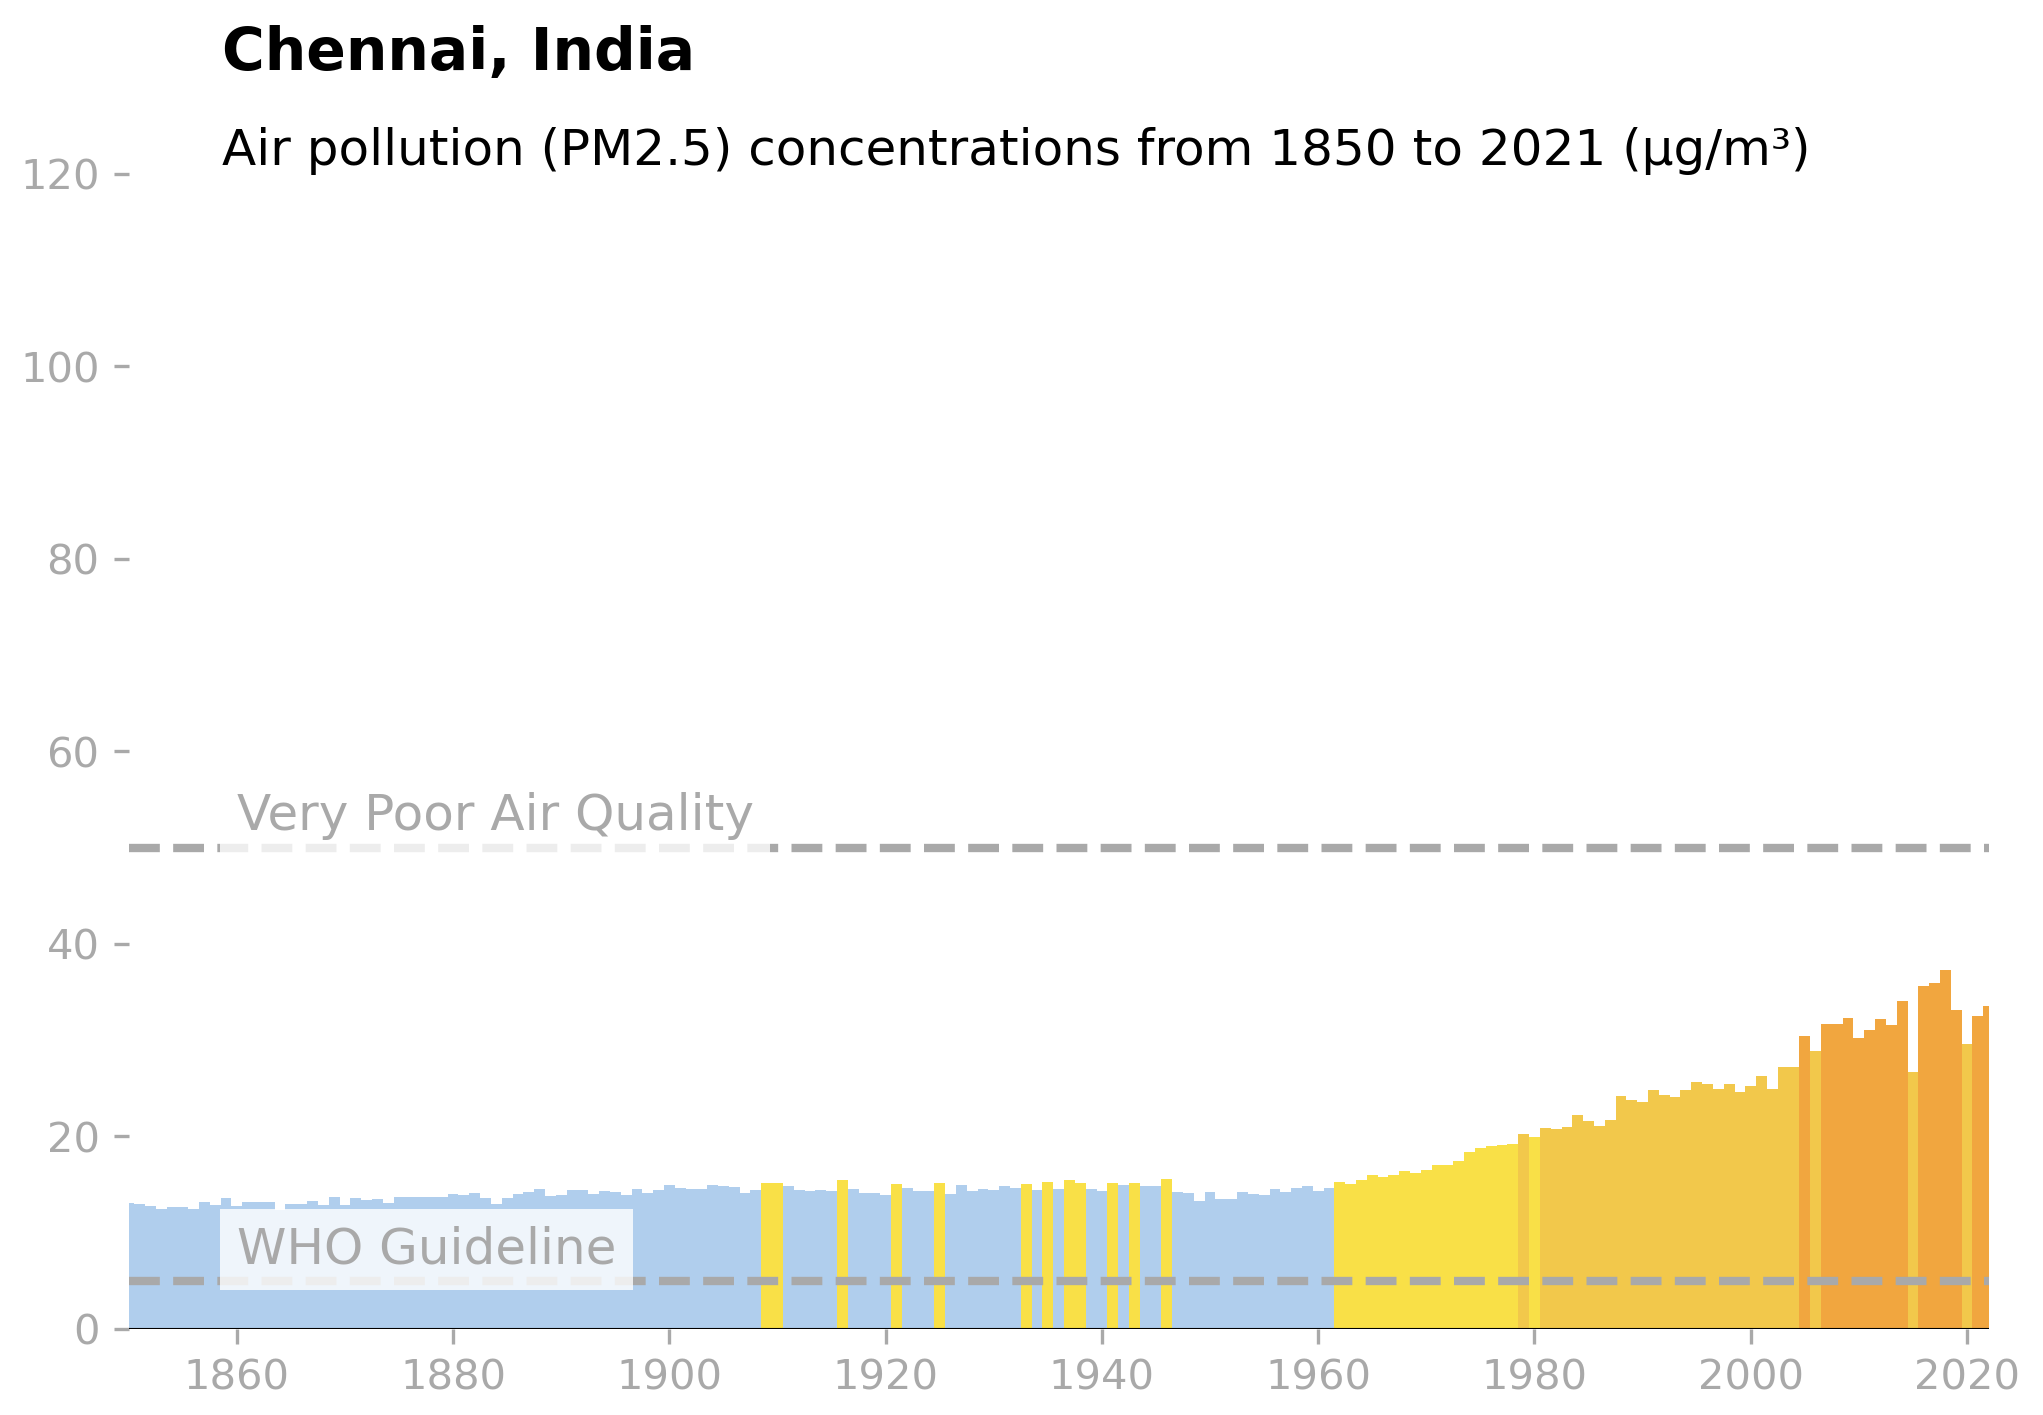 Chennai, India
Air pollution (PM2.5) concentrations from 1850 to 2021 (µg/m³)
120
100
80
60
Very Poor Air Quality
40
20
WHO Guideline
0
1860 1880 1900 1920 1940 1960 1980 2000 2020